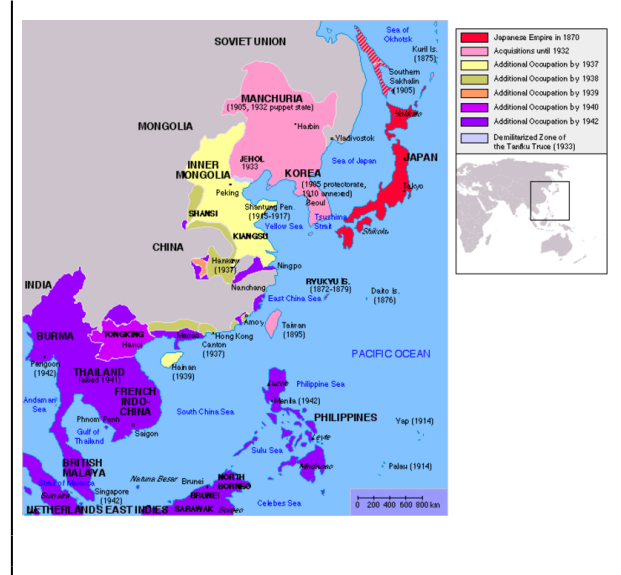 SOVIET UNION
Sea of
Okhotsk
Kuril Is.
(1875)
Southern
Sakhalin
(1905)
MANCHURIA
(1905, 1932 puppet state)
Harbin
Hokkaido
MONGOLIA
Vladivostok
JEHOL
1933
Sea of Japan
JAPAN
INNER
MONGOLIA
KOREA
(1905 protectorate,
1910 annexed)
Peking
Seoul
Tokyo
Shantung Pen.
(1915-1917)
SHANSI
Tsushima
Strait
Yellow Sea
Shikoku
KIANGSU
CHINA
Hankow
(1937)
Ningpo
Nanchang
RYUKYU IS.
(1872-1879)
Daito Is.
(1876)
INDIA
East China Sea
Amoy
Taiwan
(1895)
BURMA
TONGKING
Hanoi
Macao
Hong Kong
Canton
(1937)
PACIFIC OCEAN
Rangoon
(1942)
THAILAND
(allied 1941)
Hainan
(1939)
Luzon
Philippine Sea
FRENCH
INDO-
CHINA
Manila (1942)
Andaman
Sea
South China Sea
PHILIPPINES
Yap (1914)
Phnom Penh
Gulf of
Thailand
Saigon
Leyte
Sulu Sea
BRITISH
MALAYA
Mindanao
Palau (1914)
Strait of Malacca
Natuna Besar
Brunei
NORTH
BORNEO
Sumatra
Singapore
(1942)
BRUNEI
Celebes Sea
NETHERLANDS EAST INDIES
SARAWAK
Borneo
0 200 400 600 800 km
Japanese Empire in 1870
Acquisitions until 1932
Additional Occupation by 1937
Additional Occupation by 1938
Additional Occupation by 1939
Additional Occupation by 1940
Additional Occupation by 1942
Demilitarized Zone of
the Tanku Truce (1933)